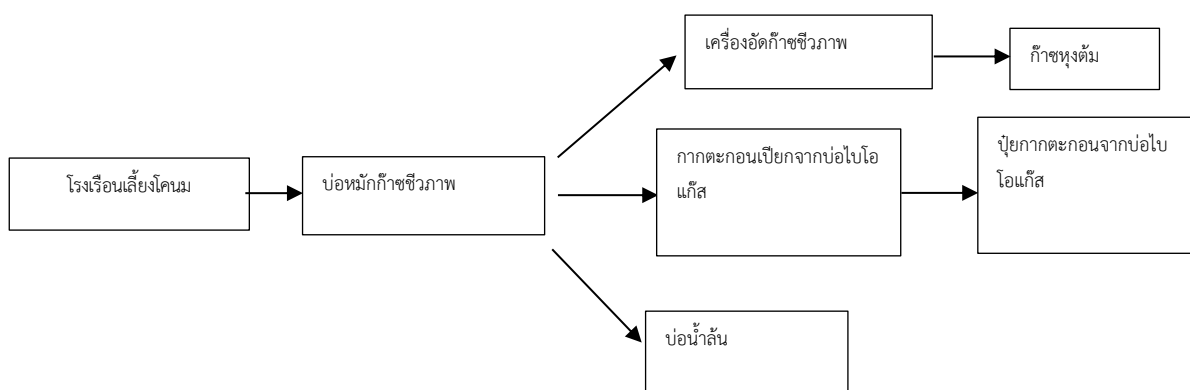 เครื่องอัดก๊าซชีวภาพ
ก๊าซหุงต้ม
โรงเรือนเลี้ยงโคนม
บ่อหมักก๊าซชีวภาพ
กากตะกอนเปียกจากบ่อไบโอ
แก๊ส
ปุ๋ยกากตะกอนจากบ่อไบ
โอแก๊ส
บ่อน้ำล้น